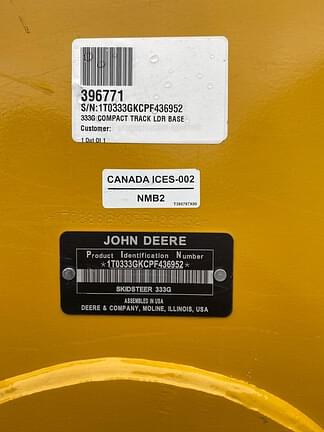 396771
S/N:1T0333GKCPF436952
333G COMPACT TRACK LDR BASE
Customer:
1 Out Of 1
CANADA ICES-002
NMB2
JOHN DEERE
Product Identification Number
*1T0333GKCPF436952*
SKIDSTEER 333G
ASSEMBLED IN USA
DEERE & COMPANY, MOLINE, ILLINOIS, USA